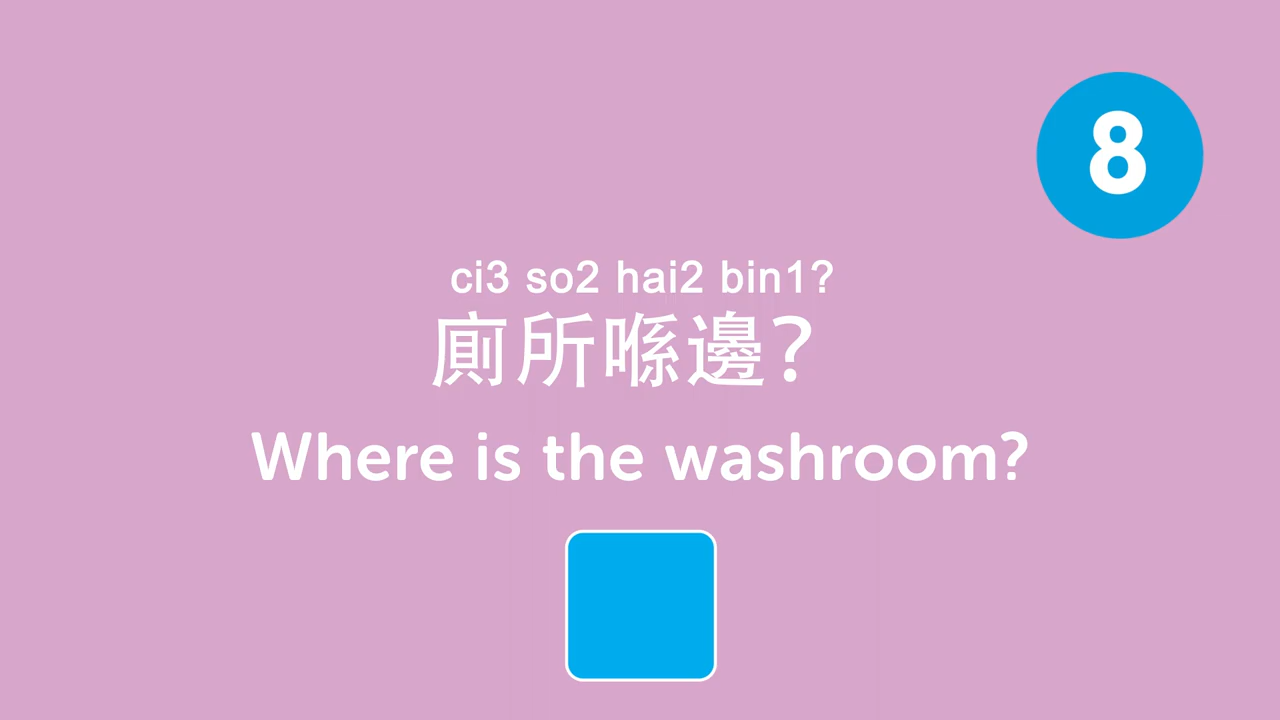 8
ci3 so2 hai2 bin1?
廁所喺邊？
Where is the washroom?